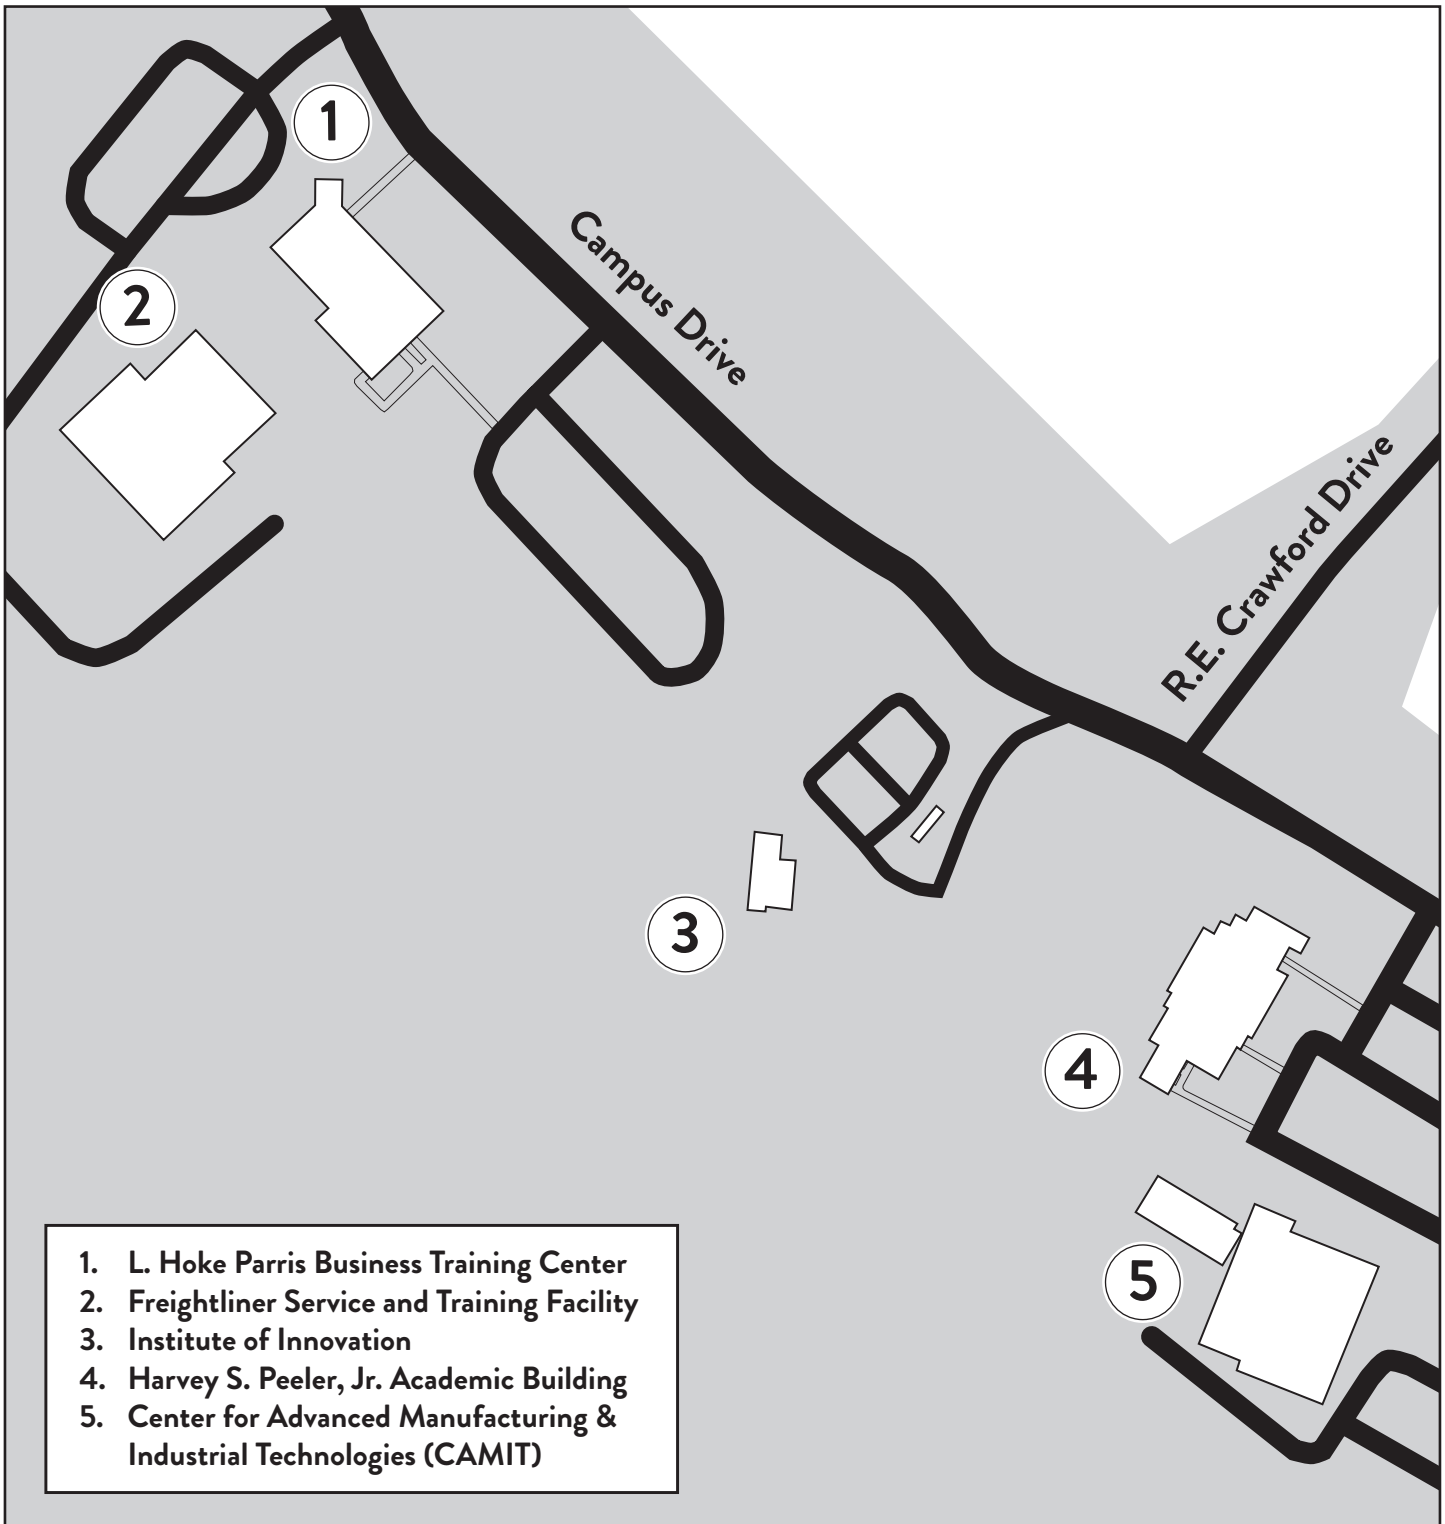 1
Campus Drive
2
R.E. Crawford Drive
3
4
5
1. L. Hoke Parris Business Training Center
2. Freightliner Service and Training Facility
3. Institute of Innovation
4. Harvey S. Peeler, Jr. Academic Building
5. Center for Advanced Manufacturing &
Industrial Technologies (CAMIT)